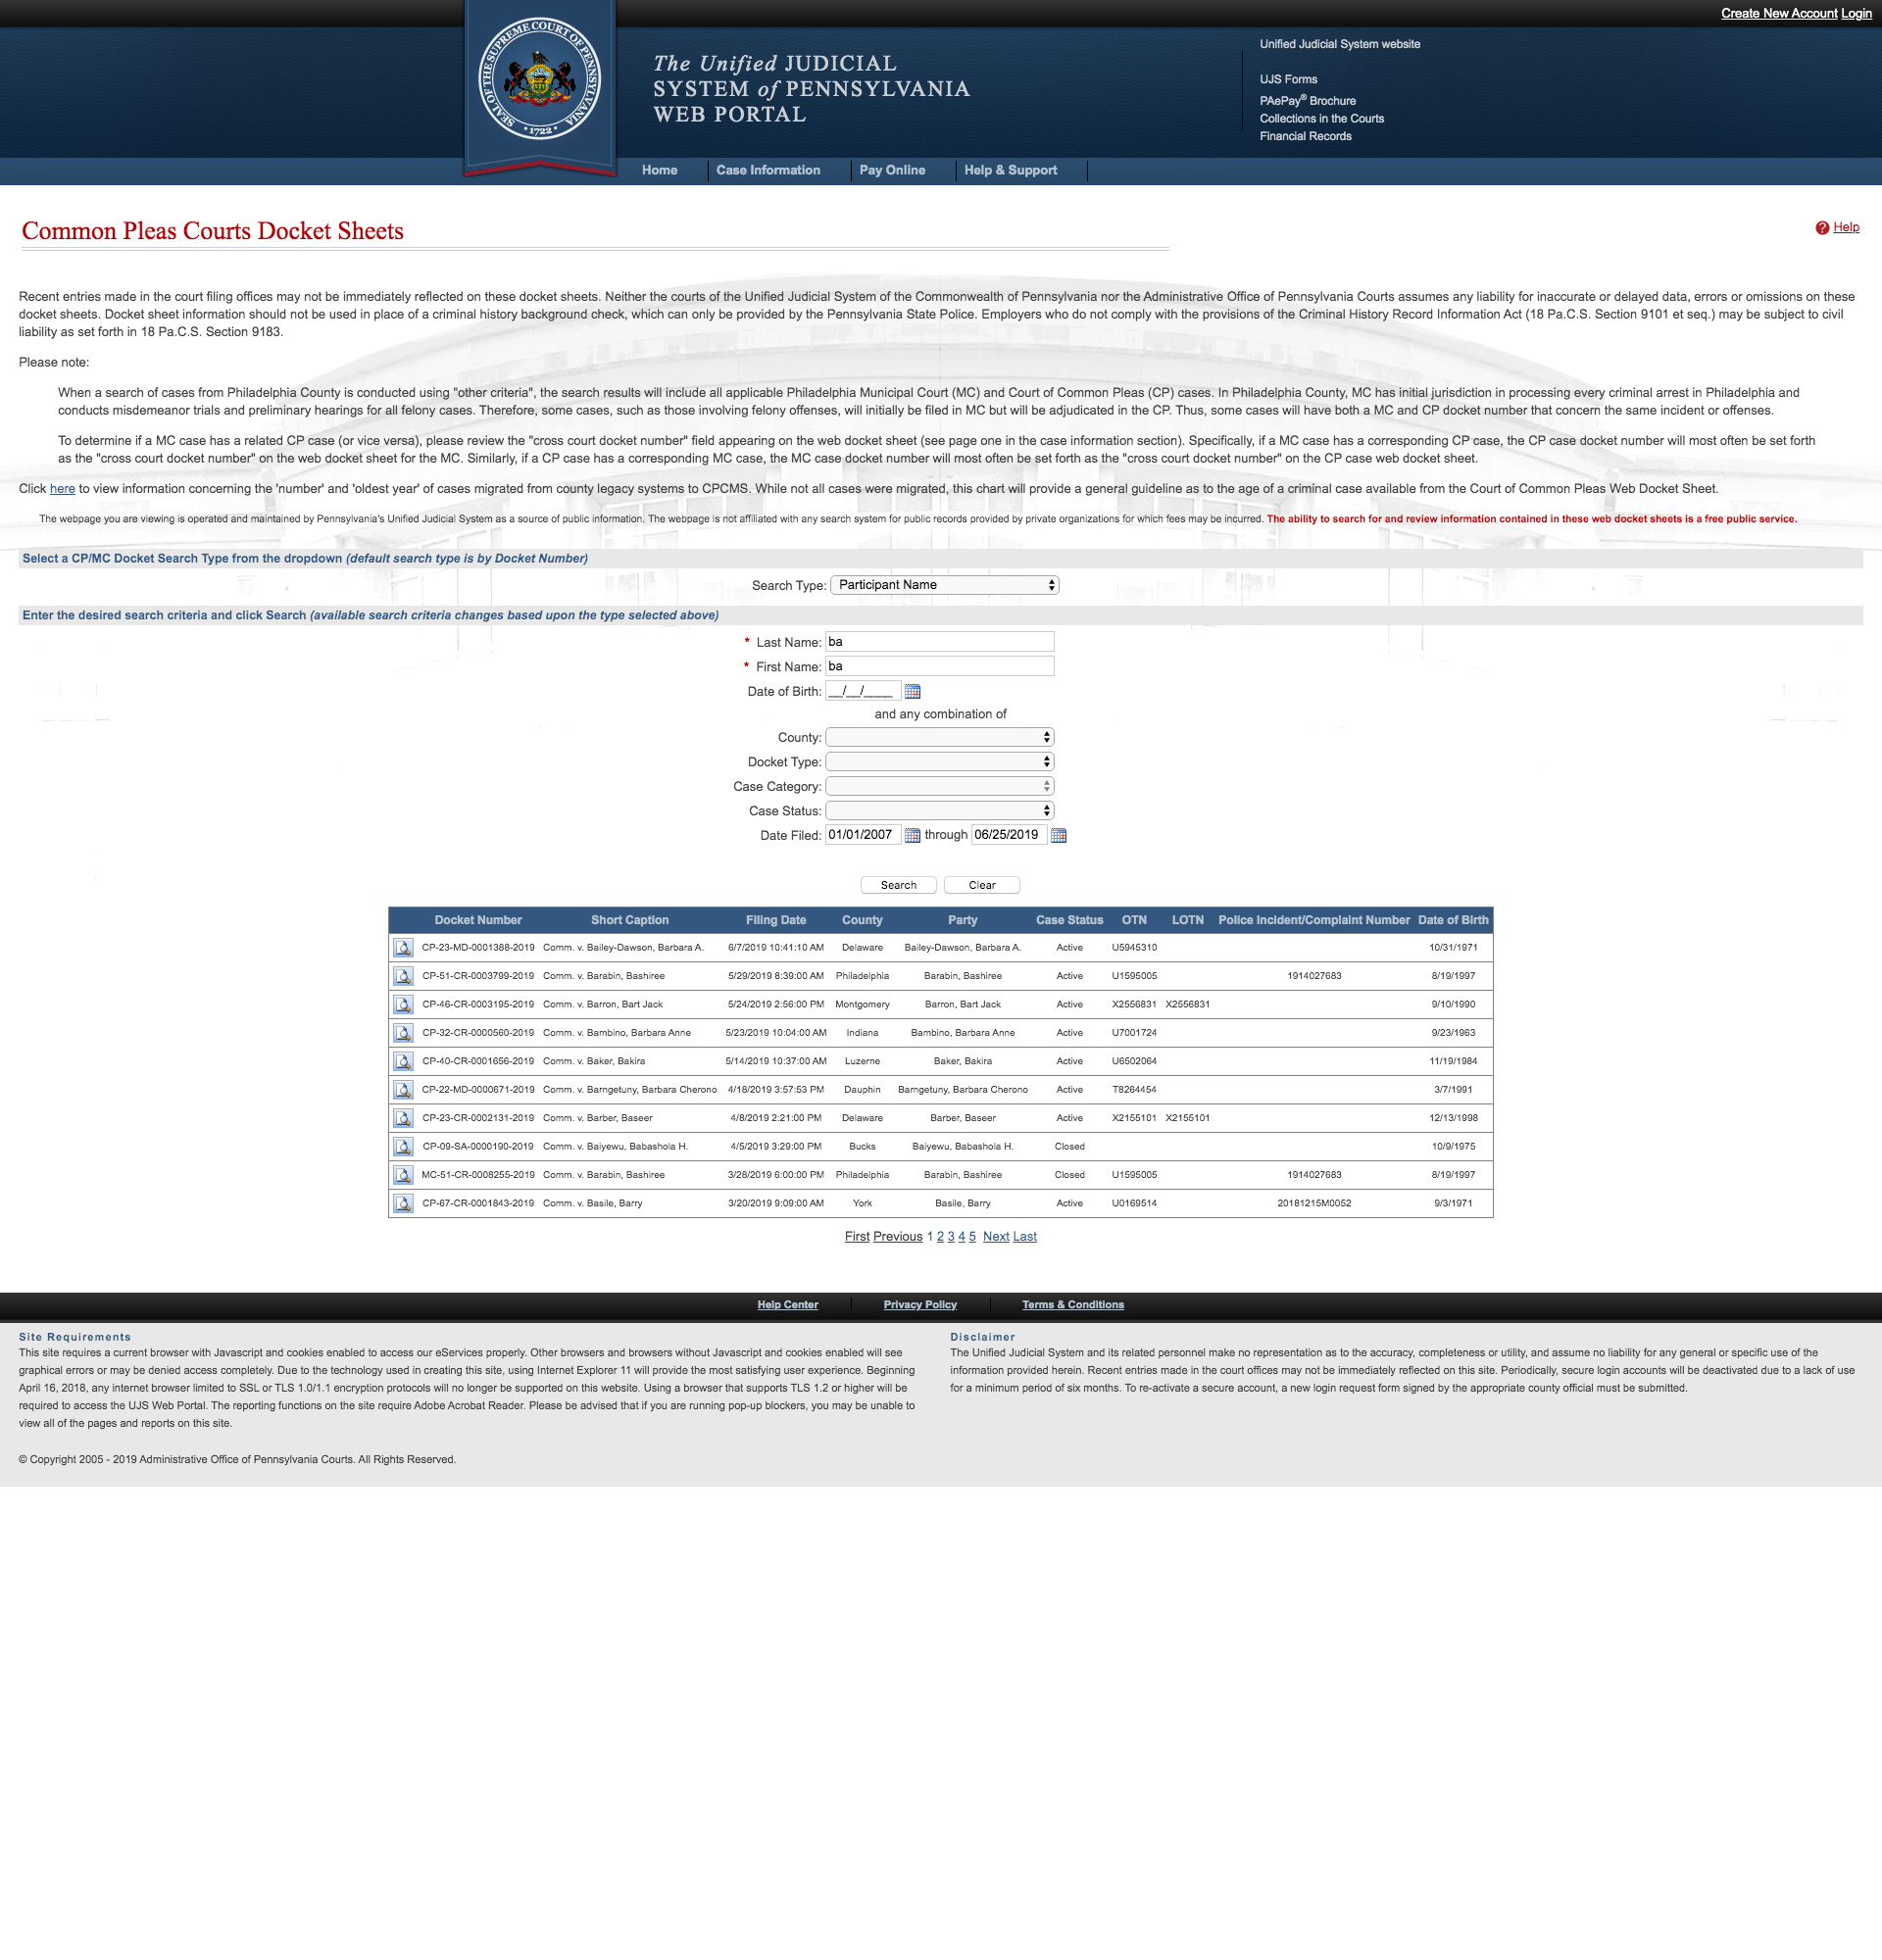 Create New Account Login
SEAL OF THE SUPREME COURT OF PENNSYLVANIA
• 1722 •
The Unified JUDICIAL
SYSTEM of PENNSYLVANIA
WEB PORTAL
Unified Judicial System website
UJS Forms
PAePay® Brochure
Collections in the Courts
Financial Records
Home Case Information Pay Online Help & Support
Common Pleas Courts Docket Sheets
? Help
Recent entries made in the court filing offices may not be immediately reflected on these docket sheets. Neither the courts of the Unified Judicial System of the Commonwealth of Pennsylvania nor the Administrative Office of Pennsylvania Courts assumes any liability for inaccurate or delayed data, errors or omissions on these
docket sheets. Docket sheet information should not be used in place of a criminal history background check, which can only be provided by the Pennsylvania State Police. Employers who do not comply with the provisions of the Criminal History Record Information Act (18 Pa.C.S. Section 9101 et seq.) may be subject to civil
liability as set forth in 18 Pa.C.S. Section 9183.
Please note:
When a search of cases from Philadelphia County is conducted using "other criteria", the search results will include all applicable Philadelphia Municipal Court (MC) and Court of Common Pleas (CP) cases. In Philadelphia County, MC has initial jurisdiction in processing every criminal arrest in Philadelphia and
conducts misdemeanor trials and preliminary hearings for all felony cases. Therefore, some cases, such as those involving felony offenses, will initially be filed in MC but will be adjudicated in the CP. Thus, some cases will have both a MC and CP docket number that concern the same incident or offenses.
To determine if a MC case has a related CP case (or vice versa), please review the "cross court docket number" field appearing on the web docket sheet (see page one in the case information section). Specifically, if a MC case has a corresponding CP case, the CP case docket number will most often be set forth
as the "cross court docket number" on the web docket sheet for the MC. Similarly, if a CP case has a corresponding MC case, the MC case docket number will most often be set forth as the "cross court docket number" on the CP case web docket sheet.
Click here to view information concerning the 'number' and 'oldest year' of cases migrated from county legacy systems to CPCMS. While not all cases were migrated, this chart will provide a general guideline as to the age of a criminal case available from the Court of Common Pleas Web Docket Sheet.
The webpage you are viewing is operated and maintained by Pennsylvania's Unified Judicial System as a source of public information. The webpage is not affiliated with any search system for public records provided by private organizations for which fees may be incurred. The ability to search for and review information contained in these web docket sheets is a free public service.
Select a CP/MC Docket Search Type from the dropdown (default search type is by Docket Number)
Search Type: Participant Name
Enter the desired search criteria and click Search (available search criteria changes based upon the type selected above)
* Last Name: ba
* First Name: ba
Date of Birth: __/__/____
and any combination of
County:
Docket Type:
Case Category:
Case Status:
Date Filed: 01/01/2007 through 06/25/2019
Search Clear
Docket Number Short Caption Filing Date County Party Case Status OTN LOTN Police Incident/Complaint Number Date of Birth
CP-23-MD-0001388-2019 Comm. v. Bailey-Dawson, Barbara A. 6/7/2019 10:41:10 AM Delaware Bailey-Dawson, Barbara A. Active U5945310 10/31/1971
CP-51-CR-0003799-2019 Comm. v. Barabin, Bashiree 5/29/2019 8:39:00 AM Philadelphia Barabin, Bashiree Active U1595005 1914027683 8/19/1997
CP-46-CR-0003195-2019 Comm. v. Barron, Bart Jack 5/24/2019 2:56:00 PM Montgomery Barron, Bart Jack Active X2556831 X2556831 9/10/1990
CP-32-CR-0000560-2019 Comm. v. Bambino, Barbara Anne 5/23/2019 10:04:00 AM Indiana Bambino, Barbara Anne Active U7001724 9/23/1963
CP-40-CR-0001656-2019 Comm. v. Baker, Bakira 5/14/2019 10:37:00 AM Luzerne Baker, Bakira Active U6502064 11/19/1984
CP-22-MD-0000671-2019 Comm. v. Barngetuny, Barbara Cherono 4/18/2019 3:57:53 PM Dauphin Barngetuny, Barbara Cherono Active T8264454 3/7/1991
CP-23-CR-0002131-2019 Comm. v. Barber, Baseer 4/8/2019 2:21:00 PM Delaware Barber, Baseer Active X2155101 X2155101 12/13/1998
CP-09-SA-0000190-2019 Comm. v. Baiyewu, Babashola H. 4/5/2019 3:29:00 PM Bucks Baiyewu, Babashola H. Closed 10/9/1975
MC-51-CR-0008255-2019 Comm. v. Barabin, Bashiree 3/28/2019 6:00:00 PM Philadelphia Barabin, Bashiree Closed U1595005 1914027683 8/19/1997
CP-67-CR-0001843-2019 Comm. v. Basile, Barry 3/20/2019 9:09:00 AM York Basile, Barry Active U0169514 20181215M0052 9/3/1971
First Previous 1 2 3 4 5 Next Last
Help Center Privacy Policy Terms & Conditions
Site Requirements
This site requires a current browser with Javascript and cookies enabled to access our eServices properly. Other browsers and browsers without Javascript and cookies enabled will see
graphical errors or may be denied access completely. Due to the technology used in creating this site, using Internet Explorer 11 will provide the most satisfying user experience. Beginning
April 16, 2018, any internet browser limited to SSL or TLS 1.0/1.1 encryption protocols will no longer be supported on this website. Using a browser that supports TLS 1.2 or higher will be
required to access the UJS Web Portal. The reporting functions on the site require Adobe Acrobat Reader. Please be advised that if you are running pop-up blockers, you may be unable to
view all of the pages and reports on this site.
Disclaimer
The Unified Judicial System and its related personnel make no representation as to the accuracy, completeness or utility, and assume no liability for any general or specific use of the
information provided herein. Recent entries made in the court offices may not be immediately reflected on this site. Periodically, secure login accounts will be deactivated due to a lack of use
for a minimum period of six months. To re-activate a secure account, a new login request form signed by the appropriate county official must be submitted.
© Copyright 2005 - 2019 Administrative Office of Pennsylvania Courts. All Rights Reserved.